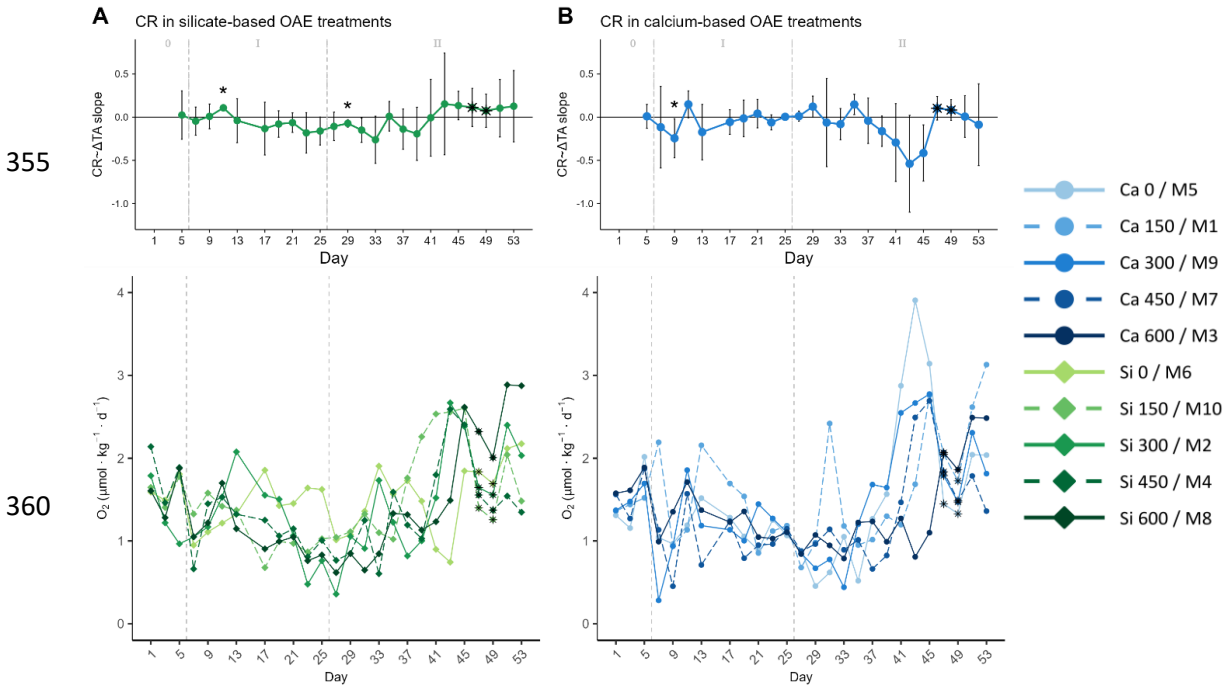 A
CR in silicate-based OAE treatments
0 I II
CR~ΔTA slope
0.5
0.0
-0.5
-1.0
1 5 9 13 17 21 25 29 33 37 41 45 49 53
Day
B
CR in calcium-based OAE treatments
0 I II
CR~ΔTA slope
0.5
0.0
-0.5
-1.0
1 5 9 13 17 21 25 29 33 37 41 45 49 53
Day
355
360
O₂ (μmol · kg⁻¹ · d⁻¹)
4
3
2
1
0
1 5 9 13 17 21 25 29 33 37 41 45 49 53
Day
O₂ (μmol · kg⁻¹ · d⁻¹)
4
3
2
1
0
1 5 9 13 17 21 25 29 33 37 41 45 49 53
Day
Ca 0 / M5
Ca 150 / M1
Ca 300 / M9
Ca 450 / M7
Ca 600 / M3
Si 0 / M6
Si 150 / M10
Si 300 / M2
Si 450 / M4
Si 600 / M8